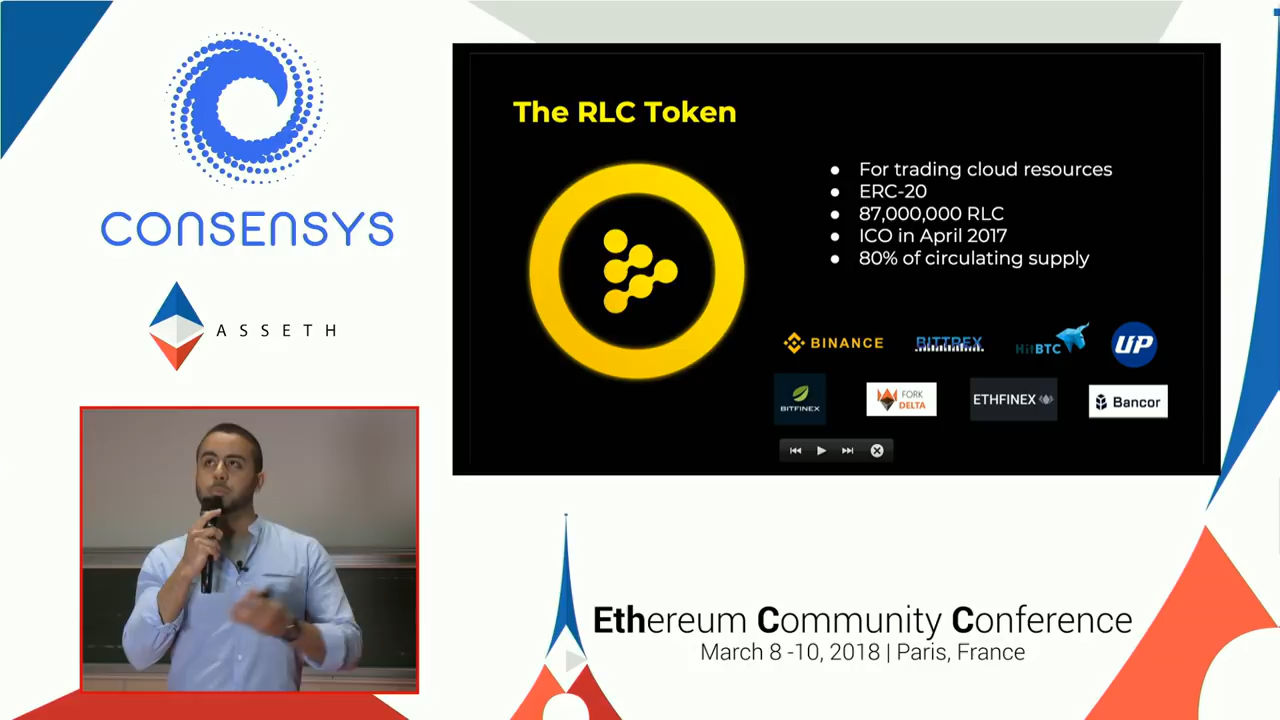 CONSENSYS
ASSETH
The RLC Token
For trading cloud resources
ERC-20
87,000,000 RLC
ICO in April 2017
80% of circulating supply
BINANCE
BITTREX
HitBTC
UP
BITFINEX
FORK
DELTA
ETHFINEX
Bancor
Ethereum Community Conference
March 8 -10, 2018 | Paris, France